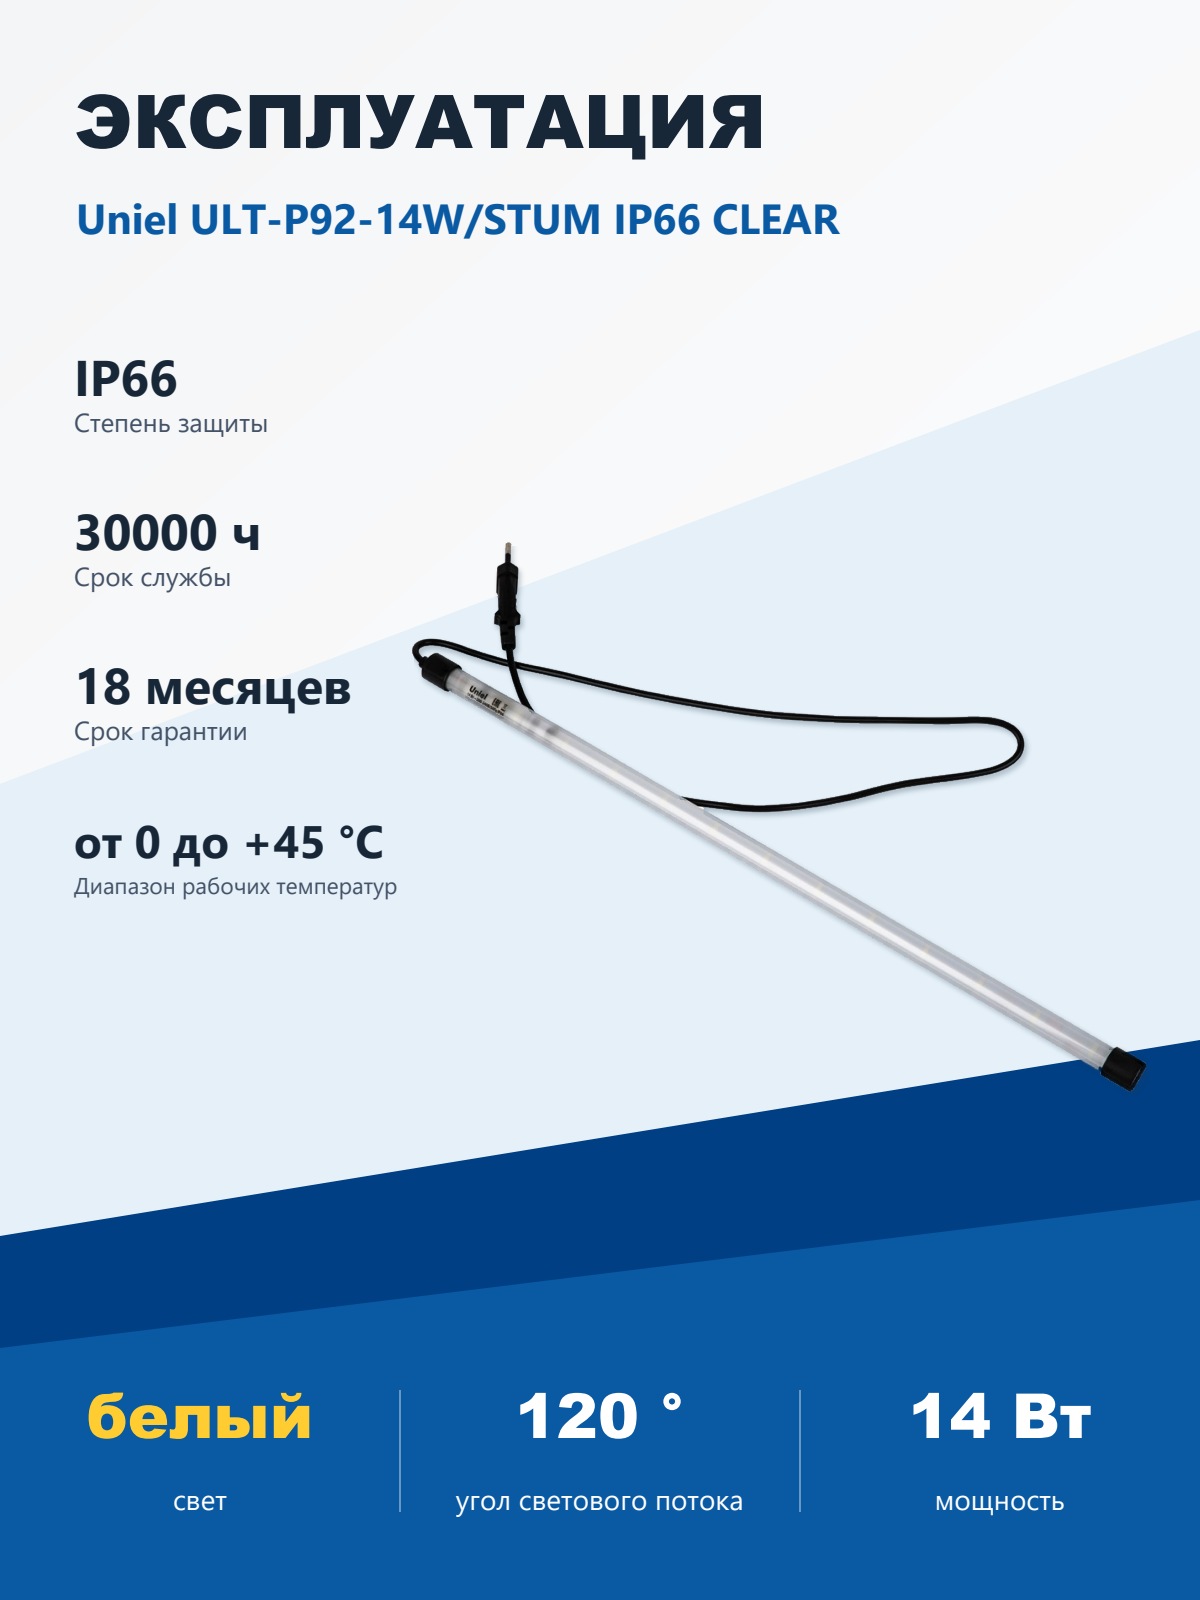 ЭКСПЛУАТАЦИЯ
Uniel ULT-P92-14W/STUM IP66 CLEAR
IP66
Степень защиты
30000 ч
Срок службы
18 месяцев
Срок гарантии
от 0 до +45 °C
Диапазон рабочих температур
Uniel
белый
свет
120 °
угол светового потока
14 Вт
мощность